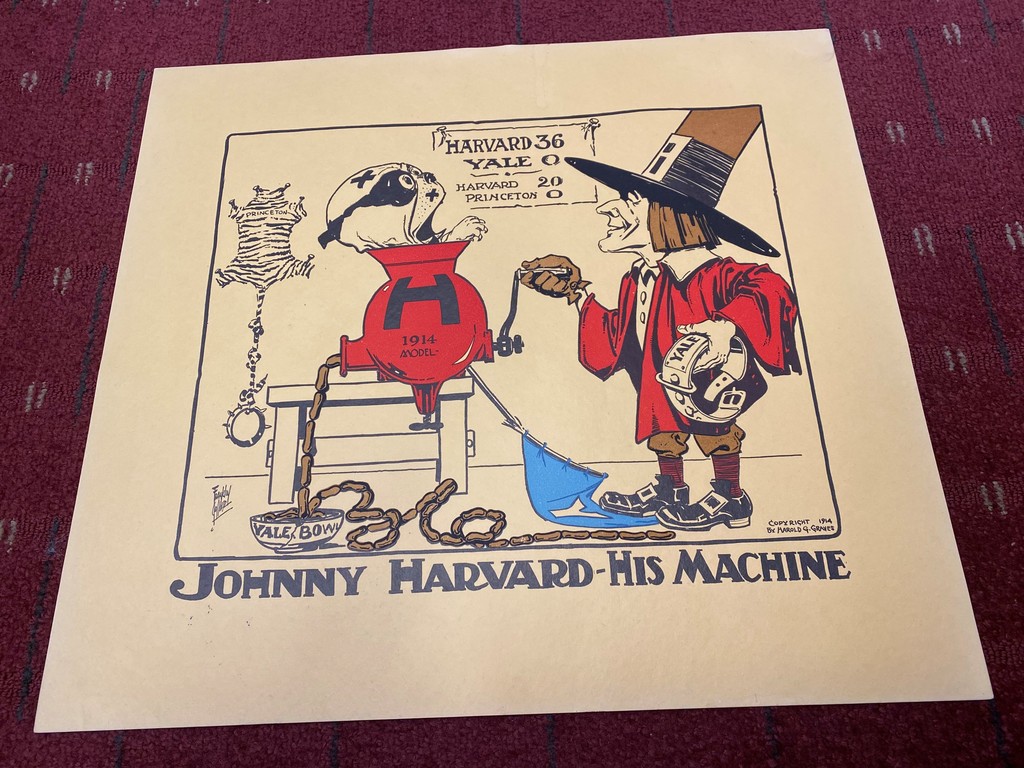 HARVARD 36
YALE 0
HARVARD 20
PRINCETON 0
PRINCETON
H
1914
MODEL-
YALE
YALE BOWL
COPYRIGHT 1914
BY HAROLD G. GRAVES
JOHNNY HARVARD-HIS MACHINE